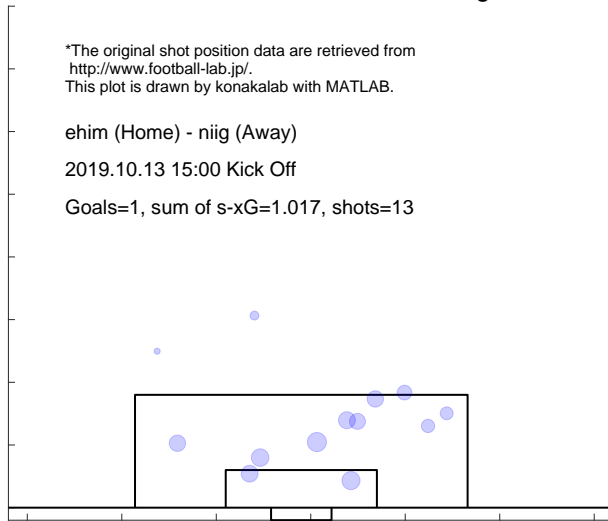 *The original shot position data are retrieved from
http://www.football-lab.jp/.
This plot is drawn by konakalab with MATLAB.
ehim (Home) - niig (Away)
2019.10.13 15:00 Kick Off
Goals=1, sum of s-xG=1.017, shots=13